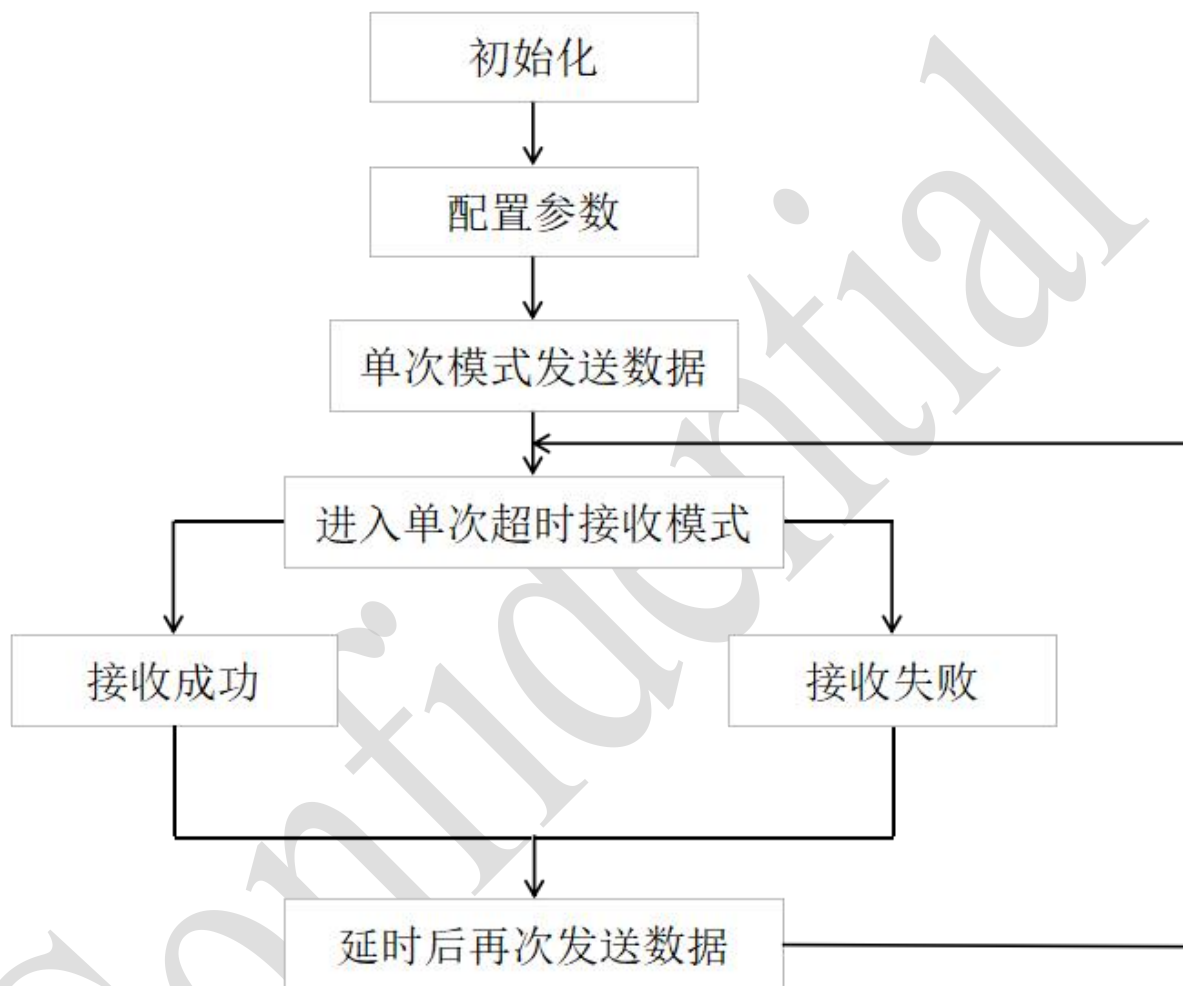 初始化
配置参数
单次模式发送数据
进入单次超时接收模式
接收成功
接收失败
延时后再次发送数据
Confidential